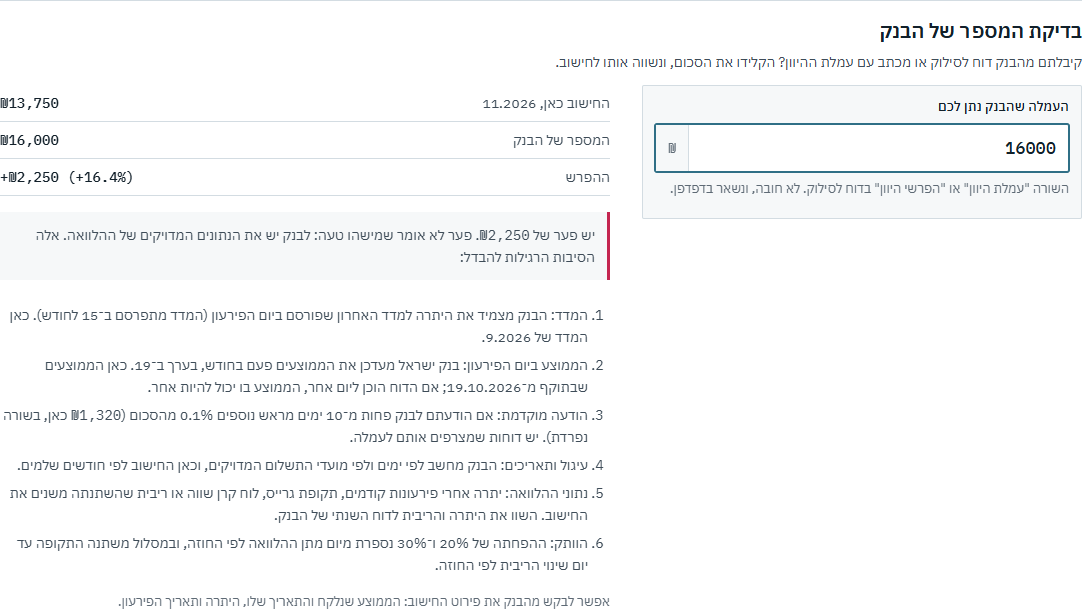 בדיקת המספר של הבנק
קיבלתם מהבנק דוח לסילוק או מכתב עם עמלת ההיוון? הקלידו את הסכום, ונשווה אותו לחישוב.
העמלה שהבנק נתן לכם
16000 ₪
השורה "עמלת היוון" או "הפרשי היוון" בדוח לסילוק. לא חובה, ונשאר בדפדפן.
החישוב כאן, 11.2026 ₪13,750
המספר של הבנק ₪16,000
ההפרש +₪2,250 (+16.4%)
יש פער של ₪2,250. פער לא אומר שמישהו טעה: לבנק יש את הנתונים המדויקים של ההלוואה. אלה
הסיבות הרגילות להבדל:
1. המדד: הבנק מצמיד את היתרה למדד האחרון שפורסם ביום הפירעון (המדד מתפרסם ב־15 לחודש). כאן
המדד של 9.2026.
2. הממוצע ביום הפירעון: בנק ישראל מעדכן את הממוצעים פעם בחודש, בערך ב־19. כאן הממוצעים
שבתוקף מ־19.10.2026; אם הדוח הוכן ליום אחר, הממוצע בו יכול להיות אחר.
3. הודעה מוקדמת: אם הודעתם לבנק פחות מ־10 ימים מראש נוספים 0.1% מהסכום (₪1,320 כאן, בשורה
נפרדת). יש דוחות שמצרפים אותם לעמלה.
4. עיגול ותאריכים: הבנק מחשב לפי ימים ולפי מועדי התשלום המדויקים, וכאן החישוב לפי חודשים שלמים.
5. נתוני ההלוואה: יתרה אחרי פירעונות קודמים, תקופת גרייס, לוח קרן שווה או ריבית שהשתנתה משנים את
החישוב. השוו את היתרה והריבית לדוח השנתי של הבנק.
6. הוותק: ההפחתה של 20% ו־30% נספרת מיום מתן ההלוואה לפי החוזה, ובמסלול משתנה התקופה עד
יום שינוי הריבית לפי החוזה.
אפשר לבקש מהבנק את פירוט החישוב: הממוצע שנלקח והתאריך שלו, היתרה ותאריך הפירעון.